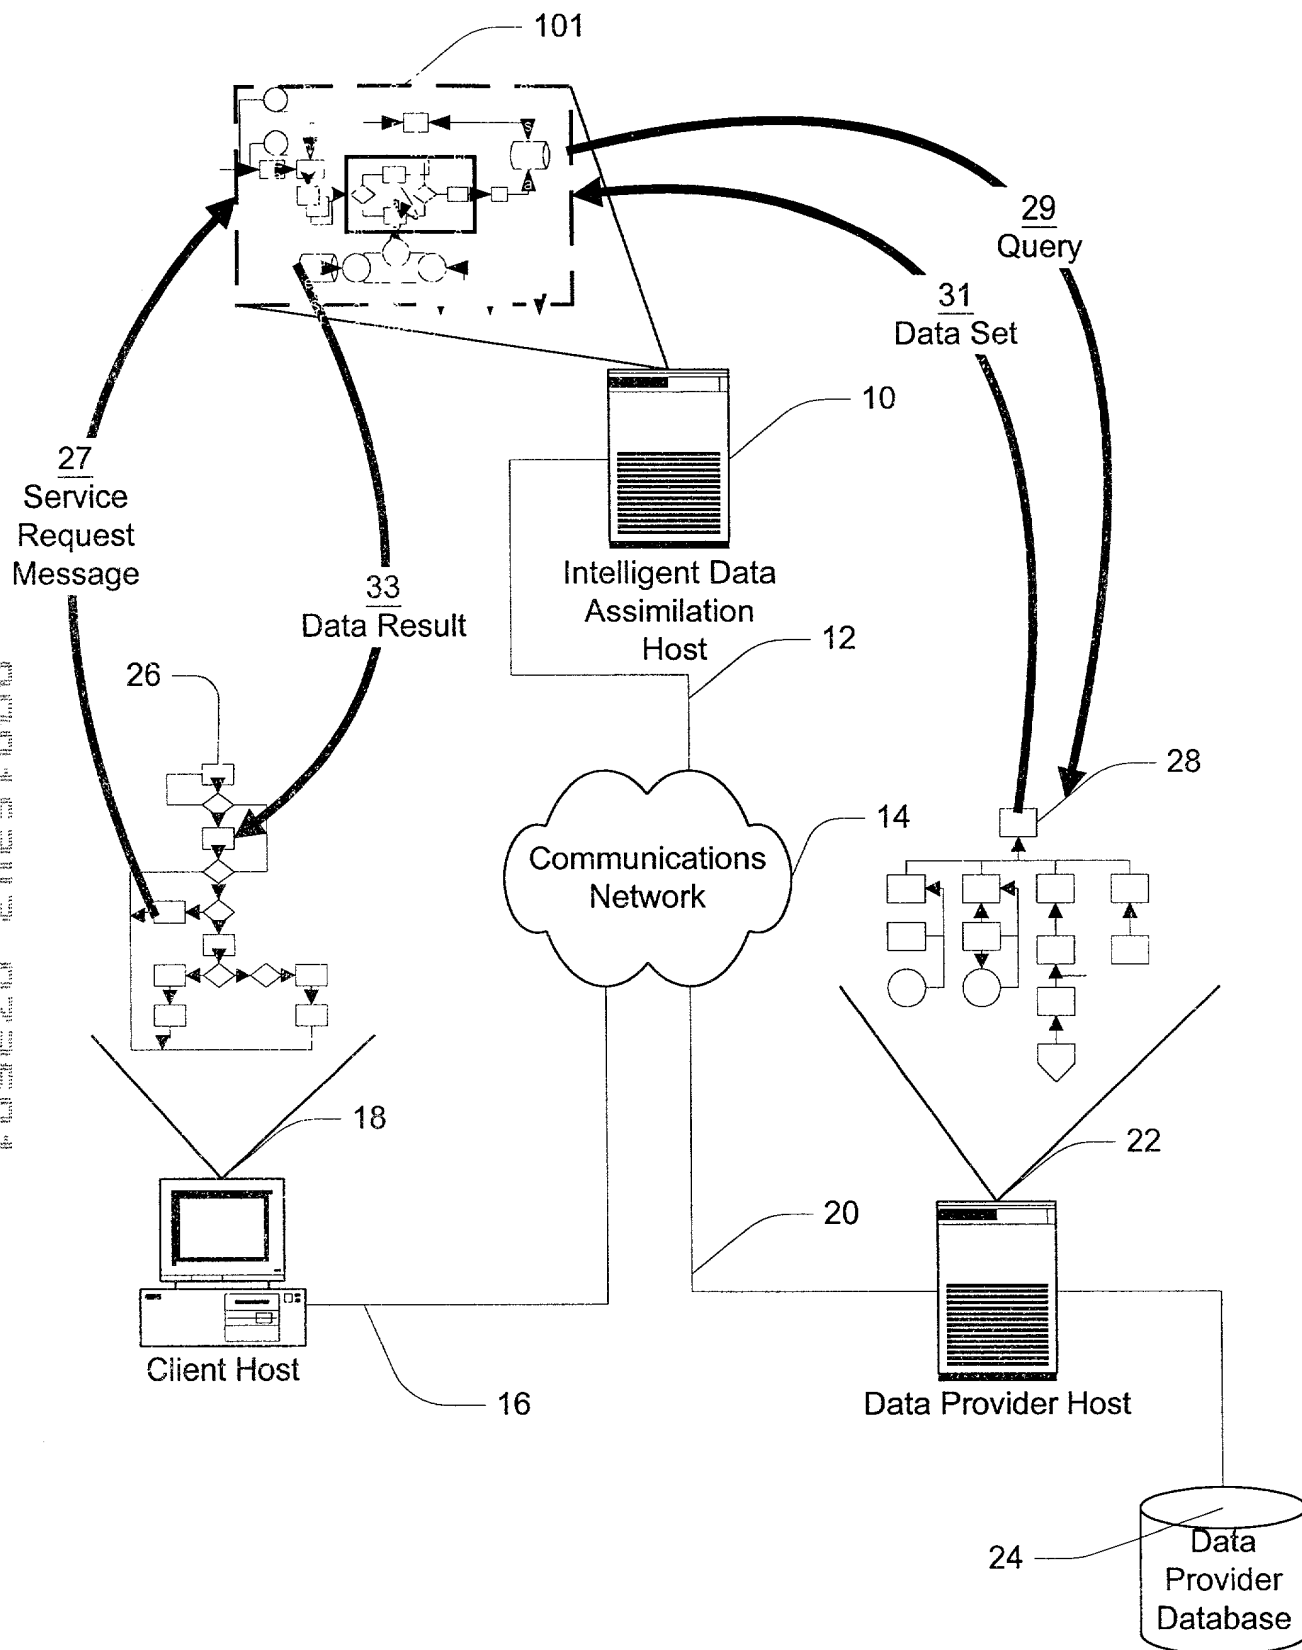 101
29
Query
31
Data Set
10
27
Service
Request
Message
Intelligent Data
Assimilation
Host
33
Data Result
12
26
28
14
Communications
Network
18
22
20
Client Host
16
Data Provider Host
24
Data
Provider
Database